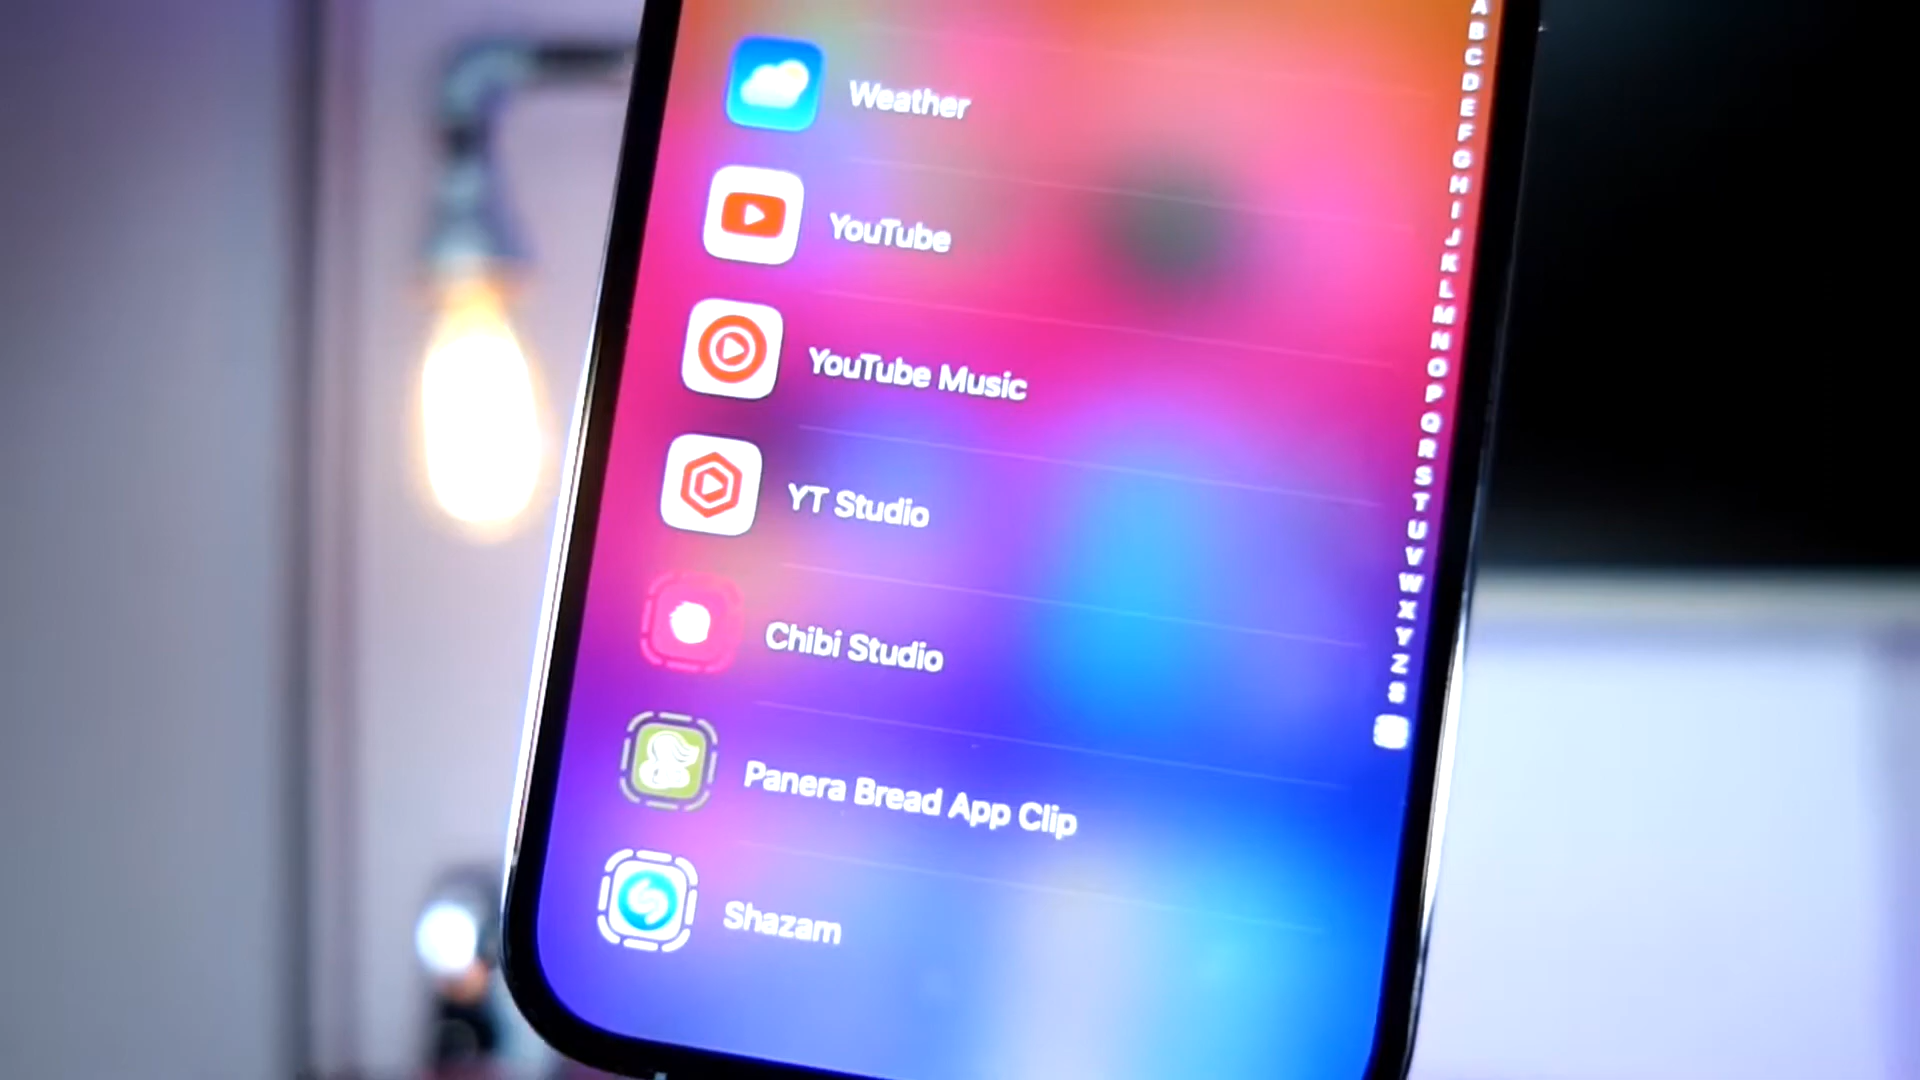 Weather
YouTube
YouTube Music
YT Studio
Chibi Studio
Panera Bread App Clip
Shazam
A
B
C
D
E
F
G
H
I
J
K
L
M
N
O
P
Q
R
S
T
U
V
W
X
Y
Z